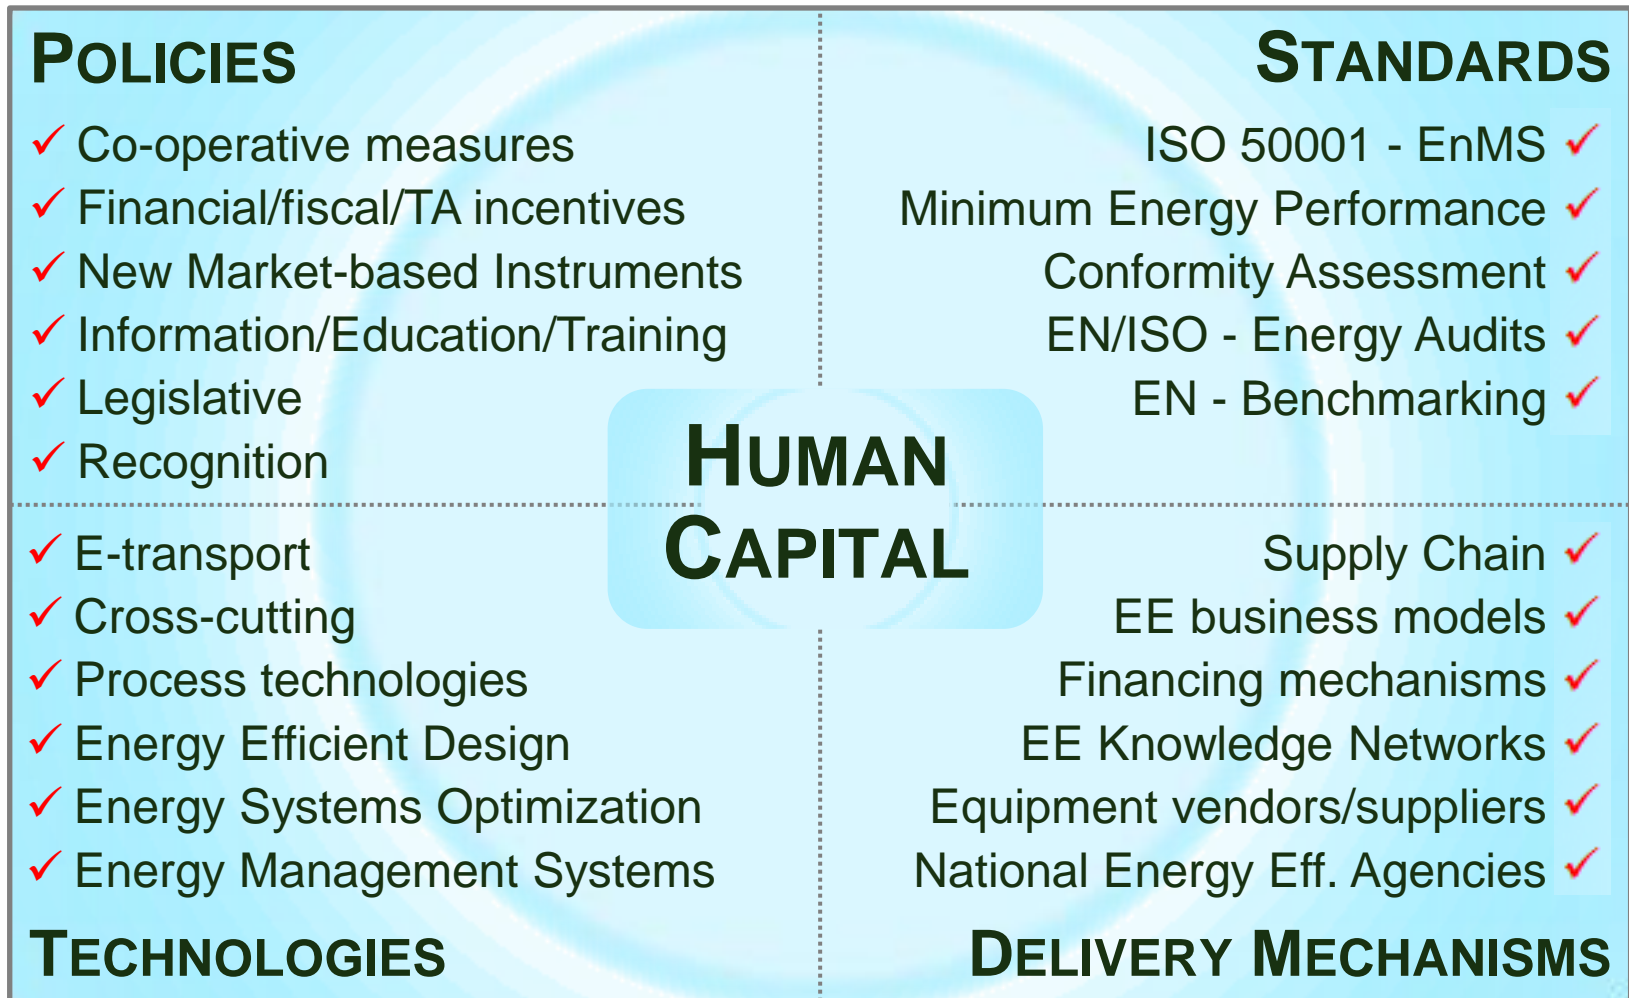 POLICIES
Co-operative measures
Financial/fiscal/TA incentives
New Market-based Instruments
Information/Education/Training
Legislative
Recognition
STANDARDS
ISO 50001 - EnMS
Minimum Energy Performance
Conformity Assessment
EN/ISO - Energy Audits
EN - Benchmarking
HUMAN
CAPITAL
E-transport
Cross-cutting
Process technologies
Energy Efficient Design
Energy Systems Optimization
Energy Management Systems
TECHNOLOGIES
Supply Chain
EE business models
Financing mechanisms
EE Knowledge Networks
Equipment vendors/suppliers
National Energy Eff. Agencies
DELIVERY MECHANISMS